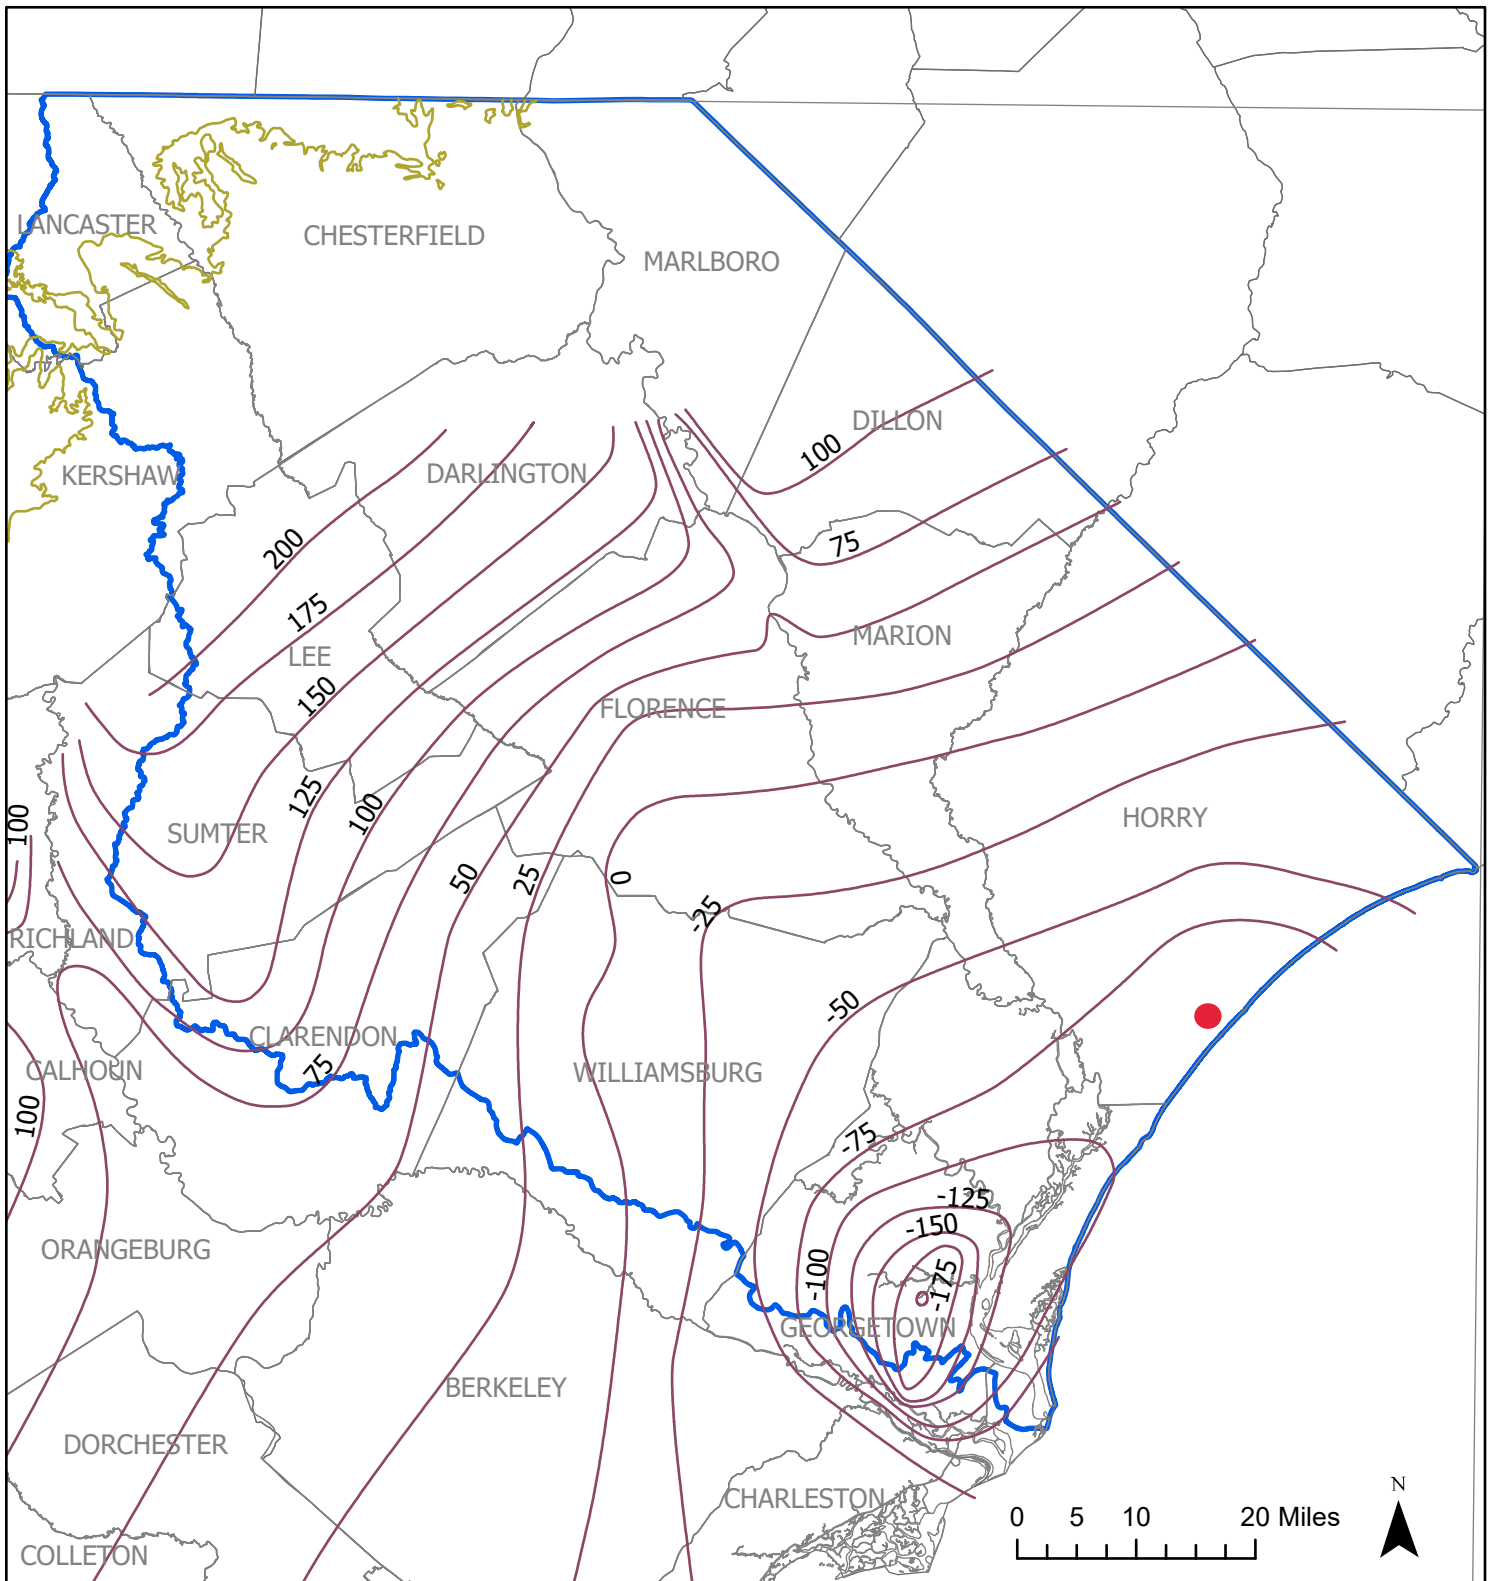 LANCASTER
CHESTERFIELD
MARLBORO
DILLON
100
KERSHAW
DARLINGTON
200
75
175
MARION
LEE
150
FLORENCE
125
100
100
SUMTER
HORRY
50
25
0
-25
RICHLAND
-50
CLARENDON
75
CALHOUN
WILLIAMSBURG
100
-75
-125
-150
ORANGEBURG
-100
-175
GEORGETOWN
BERKELEY
DORCHESTER
CHARLESTON
N
0 5 10 20 Miles
COLLETON